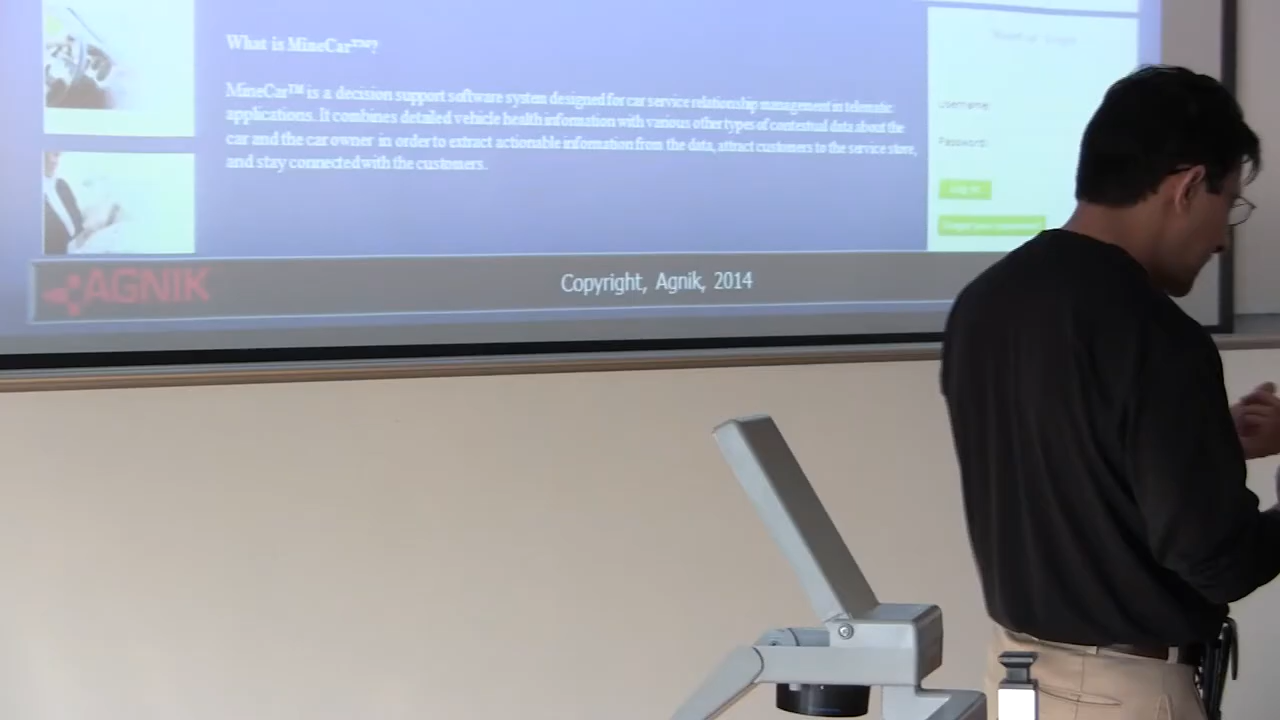 What is MineCar™?
MineCar™ is a decision support software system designed for car service relationship management in telematic
applications. It combines detailed vehicle health information with various other types of contextual data about the
car and the car owner in order to extract actionable information from the data, attract customers to the service store,
and stay connected with the customers.
Username:
Password:
Log in
AGNIK
Copyright, Agnik, 2014